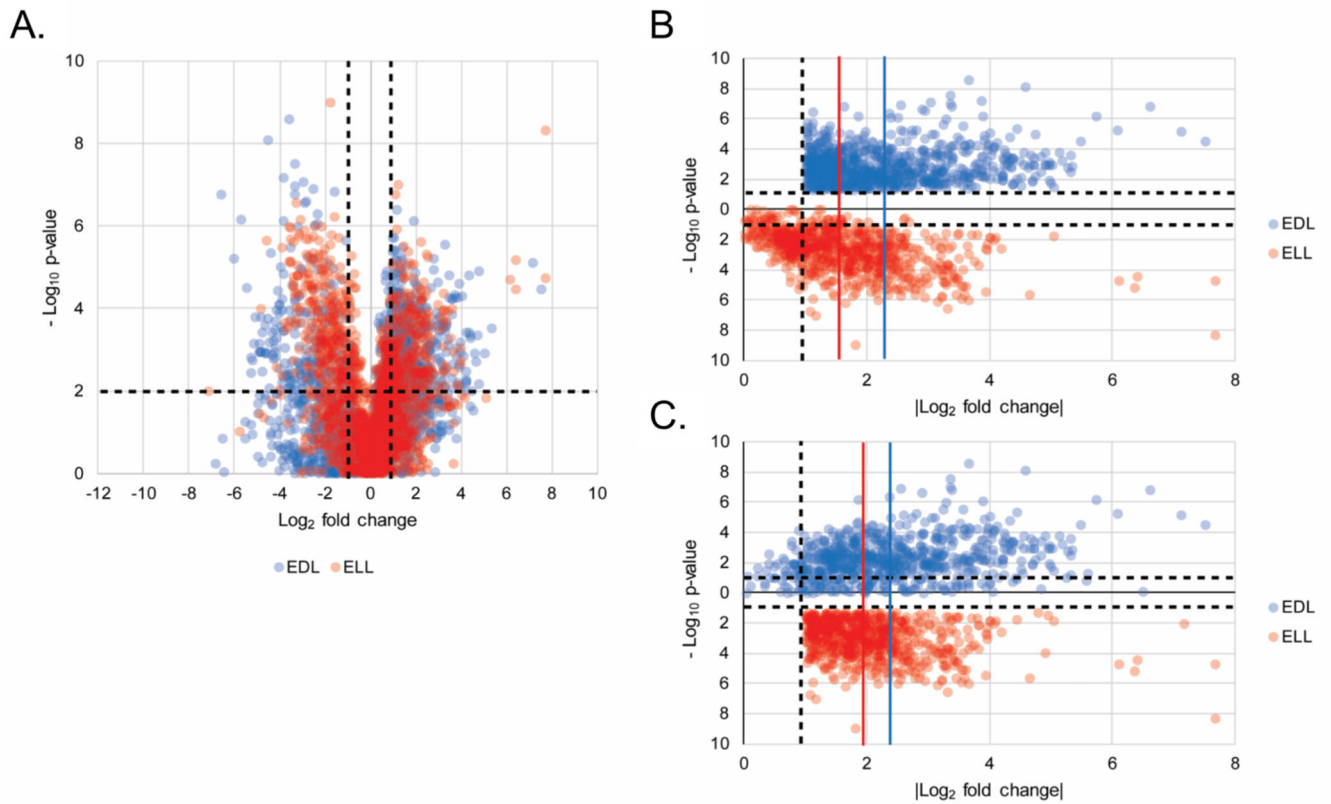 A.
10
8
6
4
2
0
- Log10 p-value
-12 -10 -8 -6 -4 -2 0 2 4 6 8 10
Log2 fold change
EDL ELL
B
10
8
6
4
2
0
2
4
6
8
10
- Log10 p-value
0 2 4 6 8
|Log2 fold change|
EDL
ELL
C.
10
8
6
4
2
0
2
4
6
8
10
- Log10 p-value
0 2 4 6 8
|Log2 fold change|
EDL
ELL